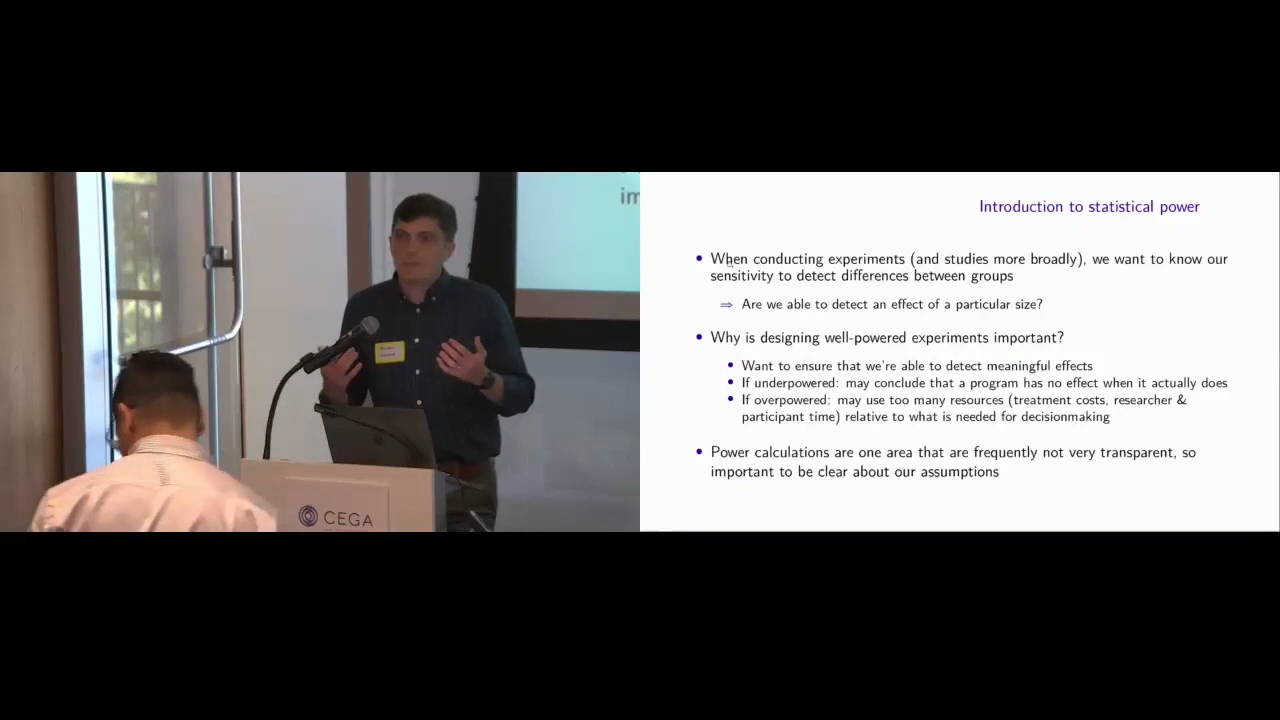 im
CEGA
Introduction to statistical power
• When conducting experiments (and studies more broadly), we want to know our
sensitivity to detect differences between groups
⇒ Are we able to detect an effect of a particular size?
• Why is designing well-powered experiments important?
• Want to ensure that we're able to detect meaningful effects
• If underpowered: may conclude that a program has no effect when it actually does
• If overpowered: may use too many resources (treatment costs, researcher &
participant time) relative to what is needed for decisionmaking
• Power calculations are one area that are frequently not very transparent, so
important to be clear about our assumptions